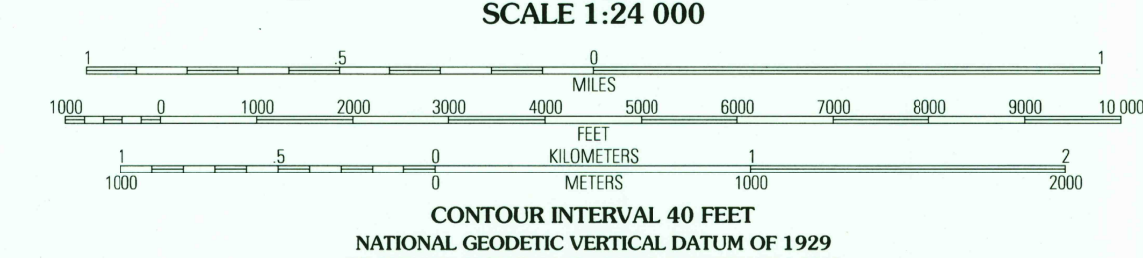 SCALE 1:24 000
1 .5 0 1
MILES
1000 0 1000 2000 3000 4000 5000 6000 7000 8000 9000 10 000
FEET
1 .5 0 KILOMETERS 1 2
1000 0 METERS 1000 2000
CONTOUR INTERVAL 40 FEET
NATIONAL GEODETIC VERTICAL DATUM OF 1929